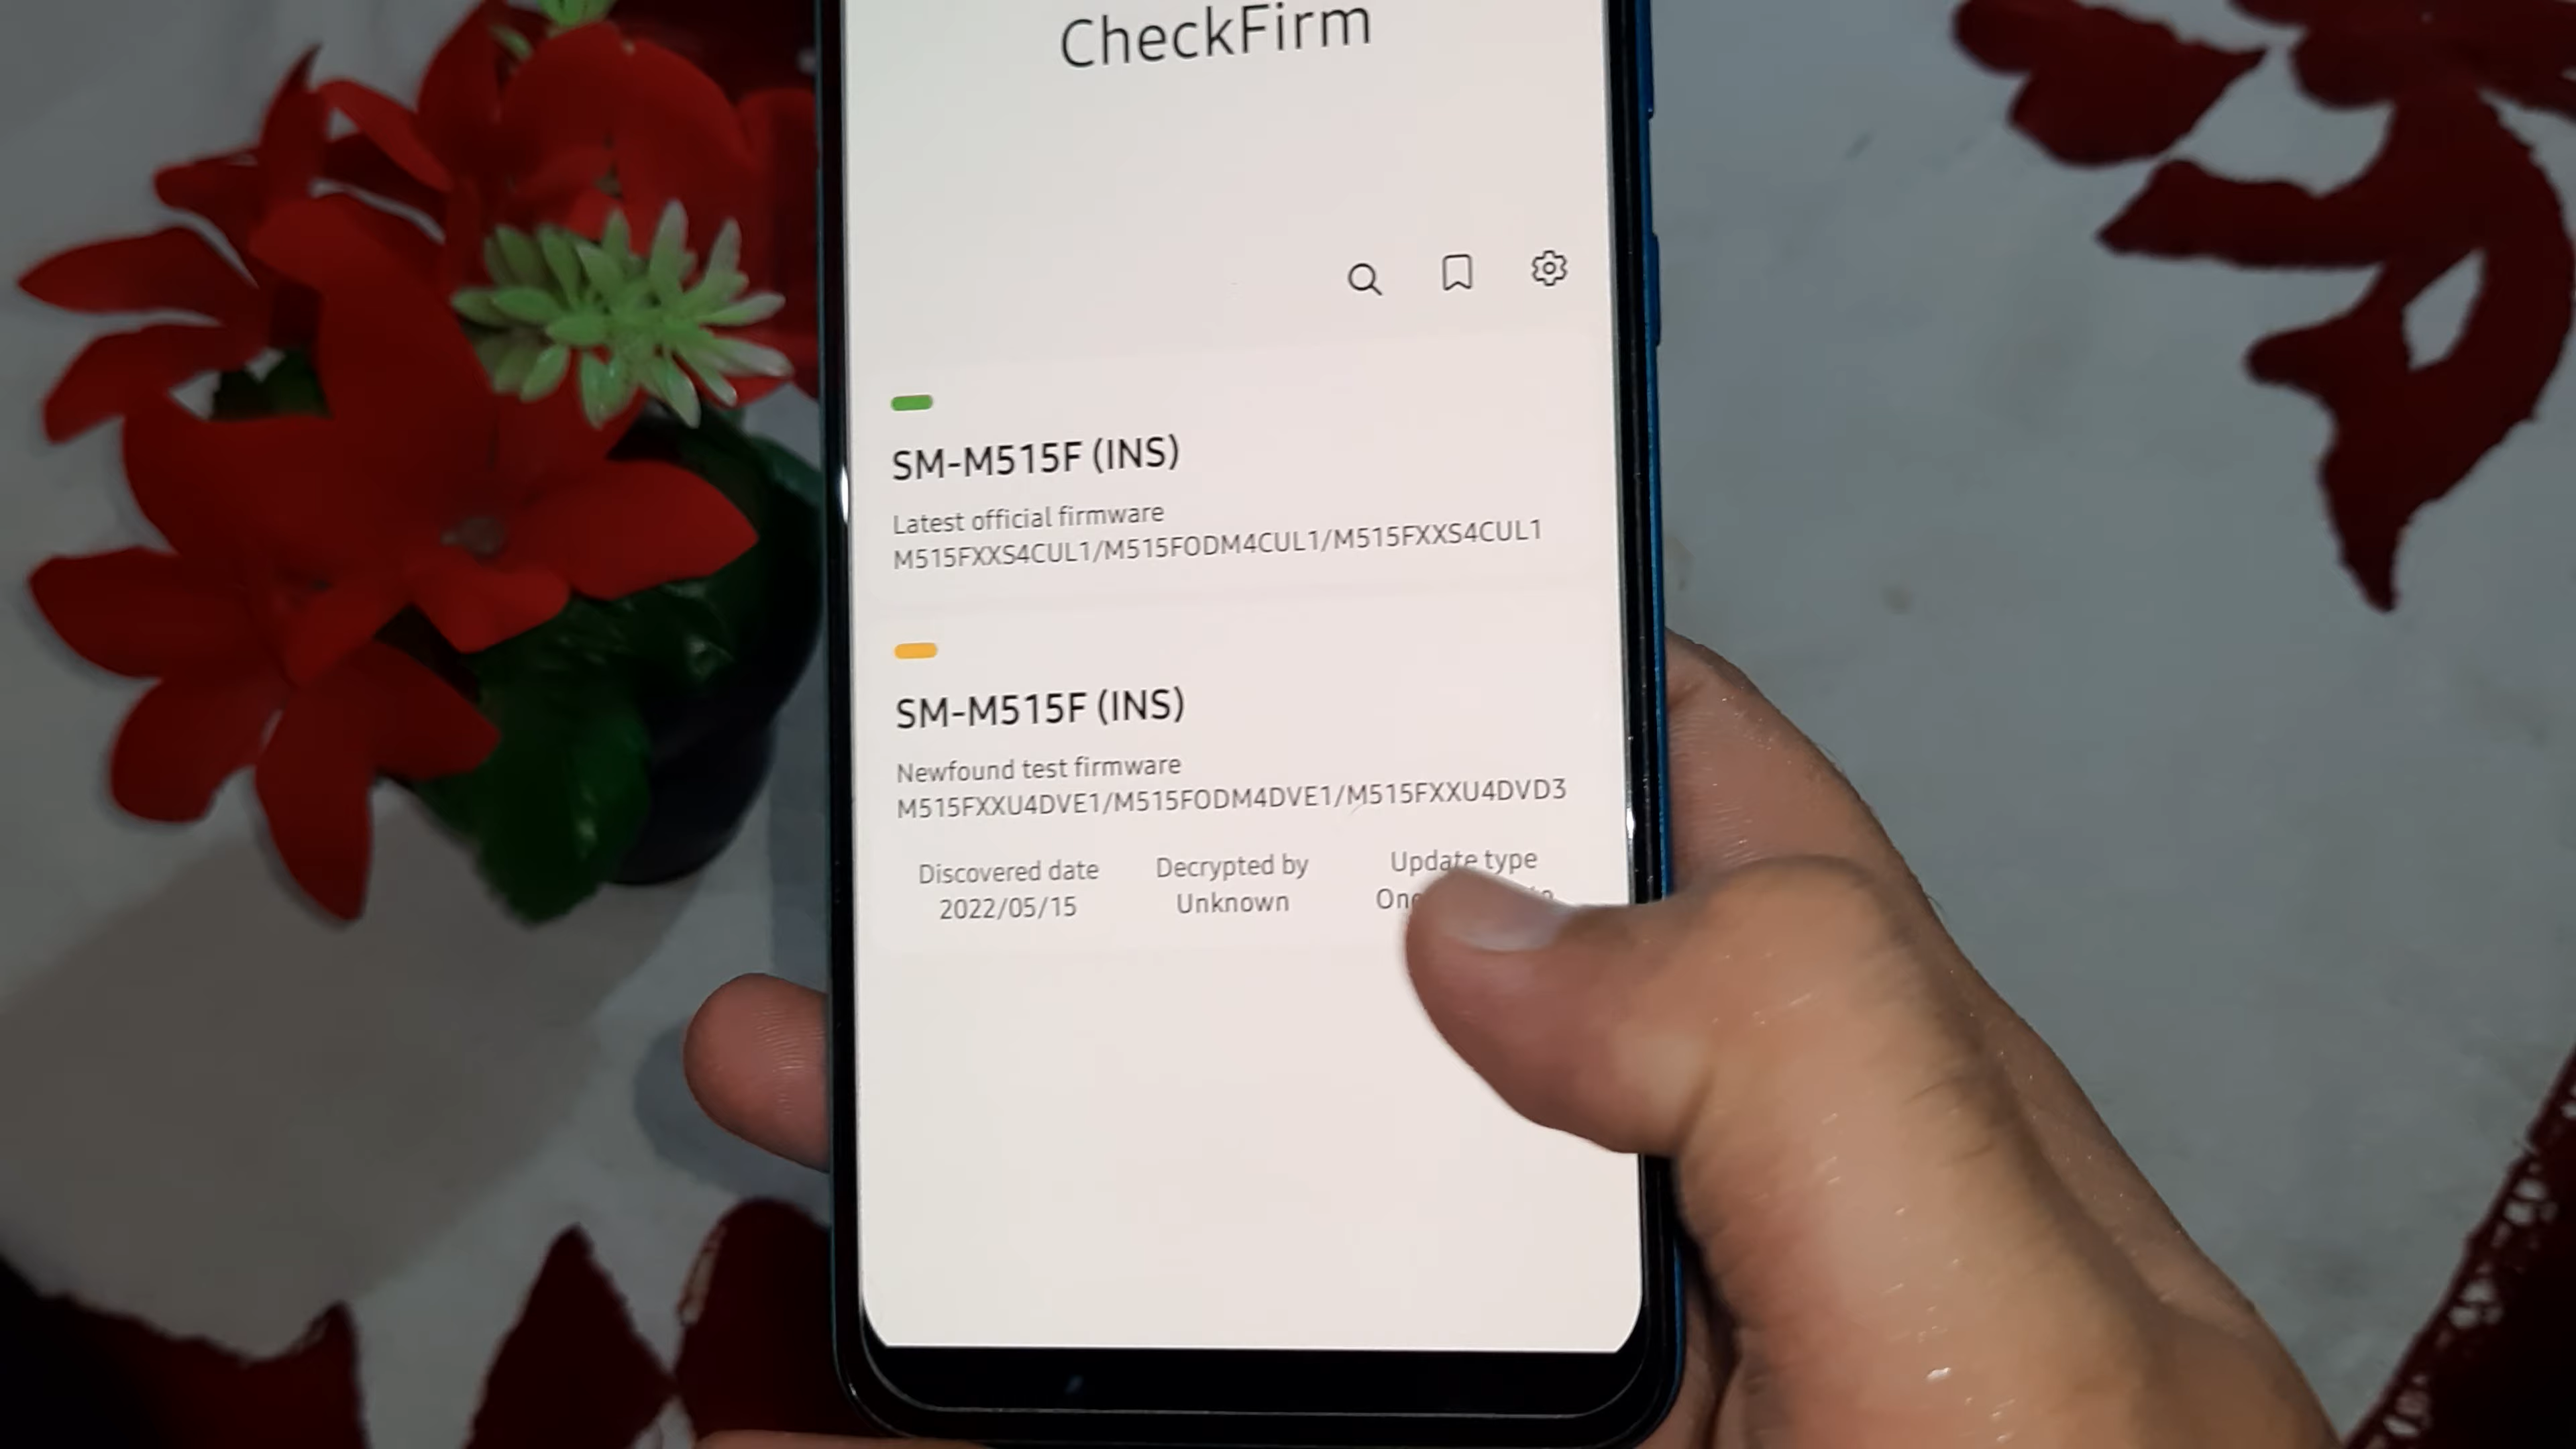 CheckFirm
SM-M515F (INS)
Latest official firmware
M515FXXS4CUL1/M515FODM4CUL1/M515FXXS4CUL1
SM-M515F (INS)
Newfound test firmware
M515FXXU4DVE1/M515FODM4DVE1/M515FXXU4DVD3
Discovered date Decrypted by Update type
2022/05/15 Unknown